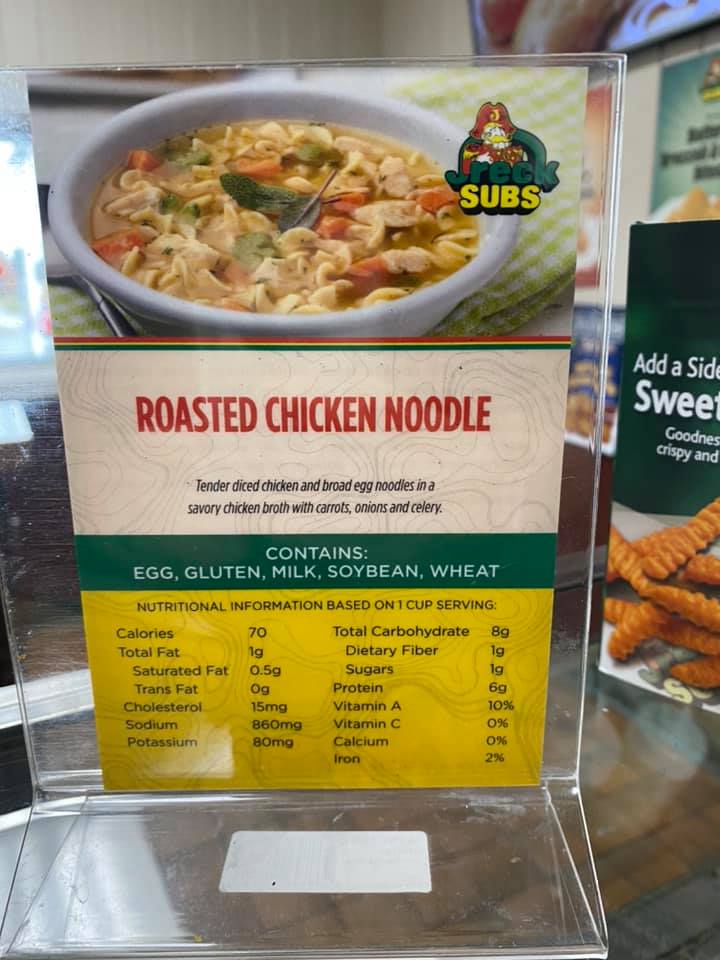 Jreck
SUBS
ROASTED CHICKEN NOODLE
Tender diced chicken and broad egg noodles in a
savory chicken broth with carrots, onions and celery.
CONTAINS:
EGG, GLUTEN, MILK, SOYBEAN, WHEAT
NUTRITIONAL INFORMATION BASED ON 1 CUP SERVING:
Calories 70
Total Fat 1g
Saturated Fat 0.5g
Trans Fat 0g
Cholesterol 15mg
Sodium 860mg
Potassium 80mg
Total Carbohydrate 8g
Dietary Fiber 1g
Sugars 1g
Protein 6g
Vitamin A 10%
Vitamin C 0%
Calcium 0%
Iron 2%
Add a Side
Sweet
Goodnes
crispy and